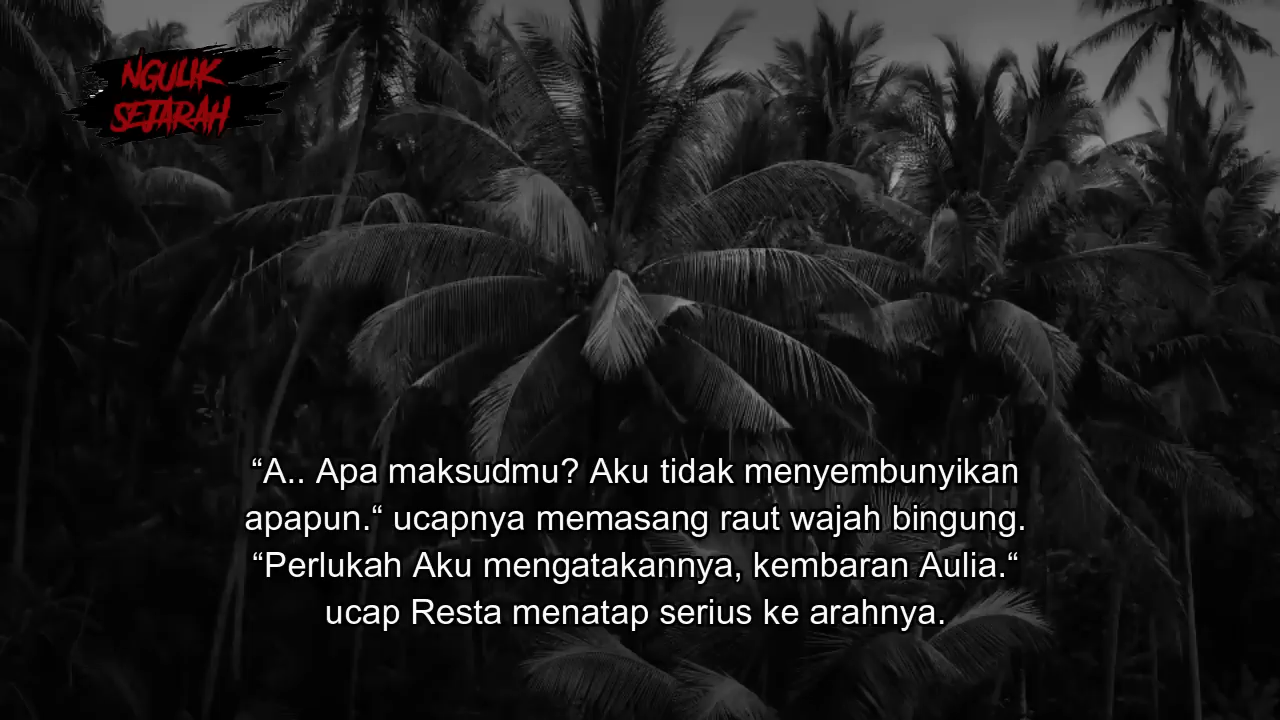 NGULIK
SEJARAH
“A.. Apa maksudmu? Aku tidak menyembunyikan
apapun.“ ucapnya memasang raut wajah bingung.
“Perlukah Aku mengatakannya, kembaran Aulia.“
ucap Resta menatap serius ke arahnya.